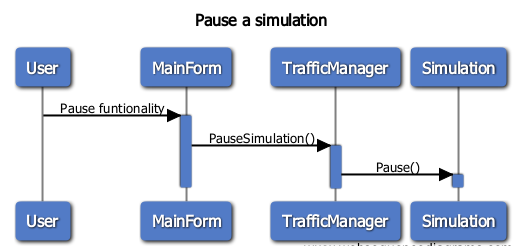 Pause a simulation
User MainForm TrafficManager Simulation
Pause funtionality
PauseSimulation()
Pause()
User MainForm TrafficManager Simulation